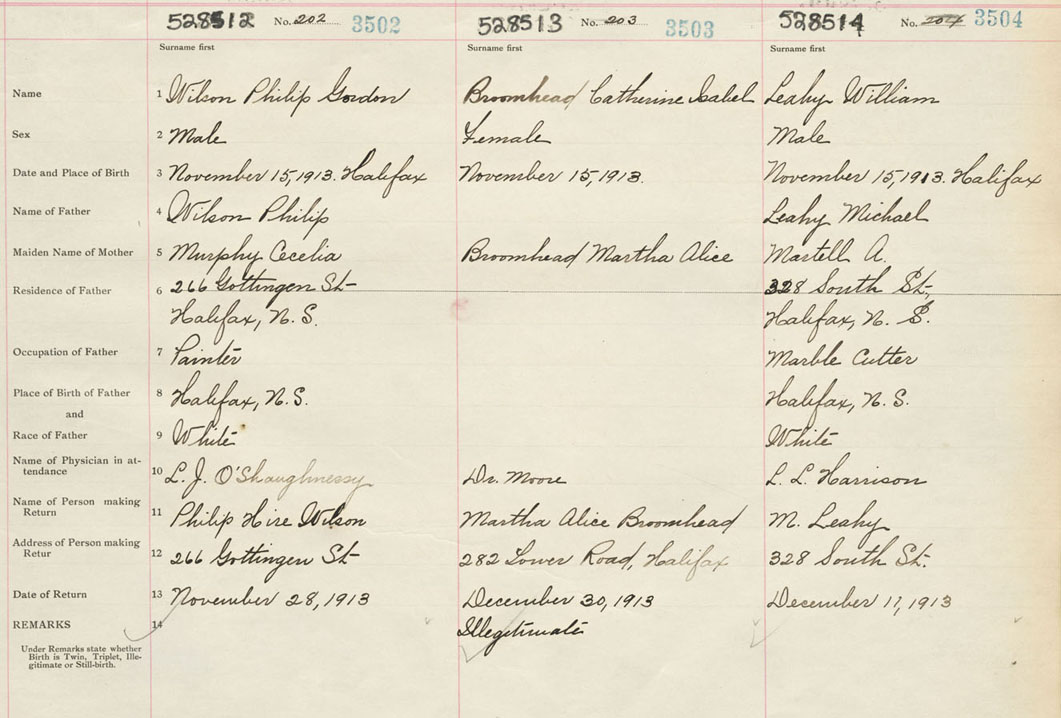 528512 No. 202 3502 528513 No. 203 3503 528514 No. 204 3504
Surname first Surname first Surname first
Name 1 Wilson Philip Gordon Broomhead Catherine Isabel Leahy William
Sex 2 Male Female Male
Date and Place of Birth 3 November 15, 1913. Halifax November 15, 1913. November 15, 1913. Halifax
Name of Father 4 Wilson Philip Leahy Michael
Maiden Name of Mother 5 Murphy Cecelia Broomhead Martha Alice Martell A.
Residence of Father 6 266 Gottingen St- 328 South St-,
Halifax, N.S. Halifax, N. S.
Occupation of Father 7 Painter Marble Cutter
Place of Birth of Father 8 Halifax, N.S. Halifax, N.S.
and
Race of Father 9 White White
Name of Physician in at-
tendance 10 L. J. O'Shaughnessy Dr. Moore L. L. Harrison
Name of Person making
Return 11 Philip Hire Wilson Martha Alice Broomhead M. Leahy
Address of Person making
Retur 12 266 Gottingen St- 282 Lower Road, Halifax 328 South St-.
Date of Return 13 November 28, 1913 December 30, 1913 December 11, 1913
REMARKS 14 Illegitimate
Under Remarks state whether
Birth is Twin, Triplet, Ille-
gitimate or Still-birth.